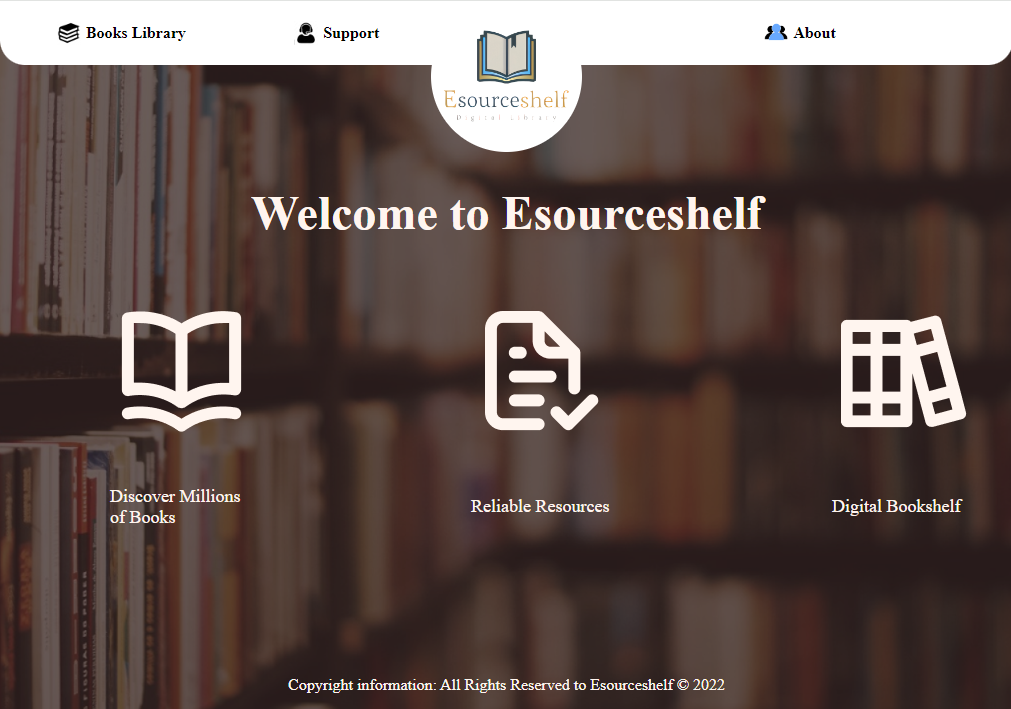 Books Library
Support
About
Esourceshelf
Digital Library
Welcome to Esourceshelf
Discover Millions
of Books
Reliable Resources
Digital Bookshelf
Copyright information: All Rights Reserved to Esourceshelf © 2022